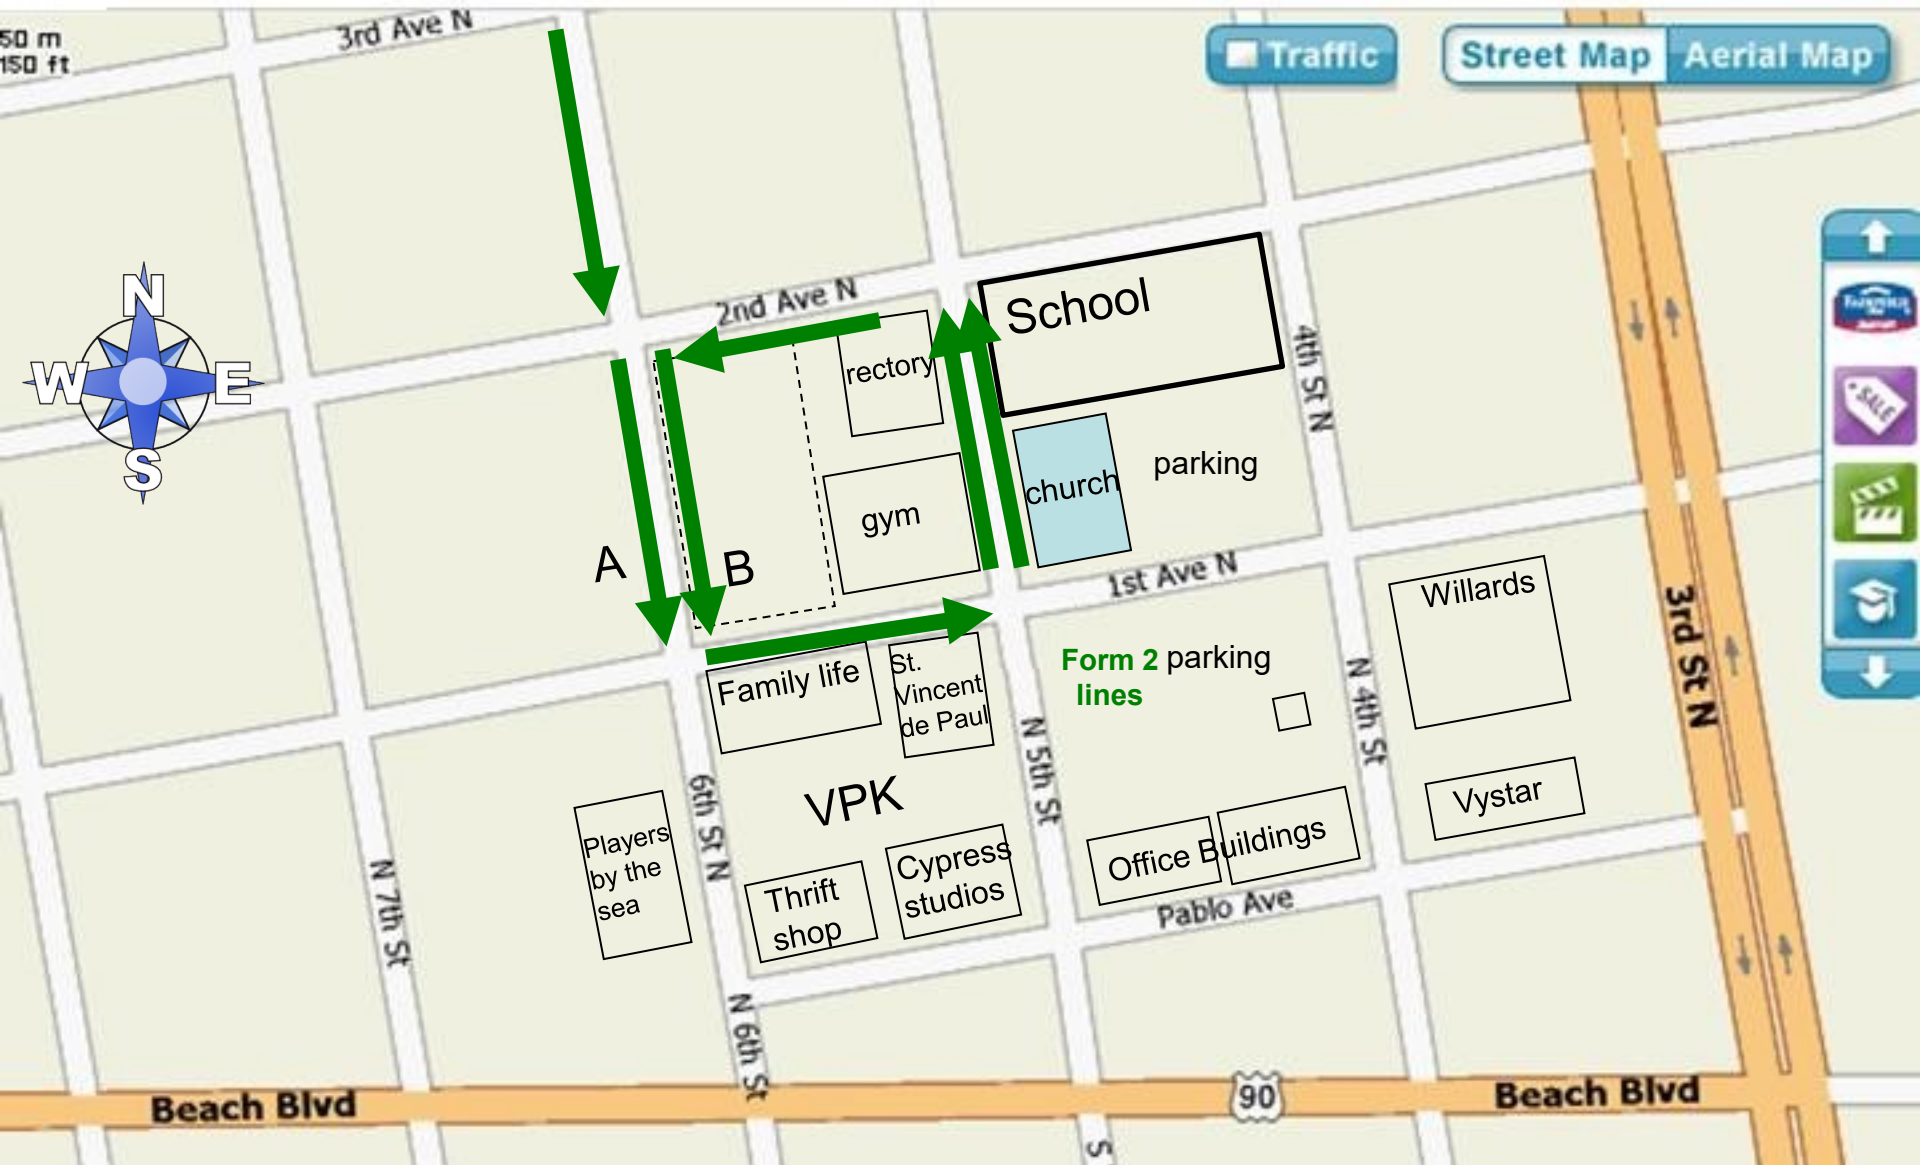 3rd Ave N
50 m
150 ft
Traffic
Street Map
Aerial Map
N
W
E
S
2nd Ave N
School
rectory
4th St N
SALE
gym
church
parking
A
B
1st Ave N
Willards
Form 2
lines
parking
Family life
St.
Vincent
de Paul
3rd St N
N 4th St
N 5th St
VPK
6th St N
Players
by the
sea
Vystar
Thrift
shop
Cypress
studios
Office Buildings
N 7th St
Pablo Ave
N 6th St
Beach Blvd
90
Beach Blvd
S